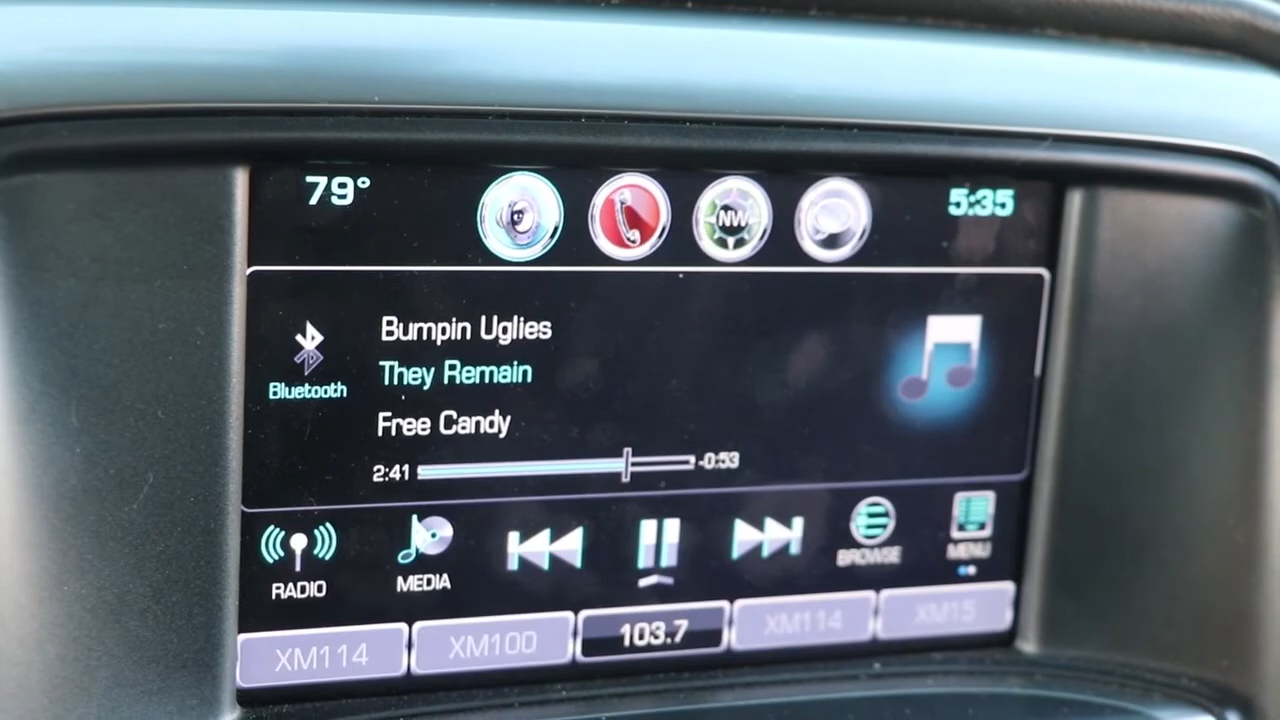 79°
NW
5:35
Bumpin Uglies
They Remain
Bluetooth
Free Candy
2:41 -0:53
RADIO
MEDIA
BROWSE
MENU
XM114
XM100
103.7
XM114
XM15